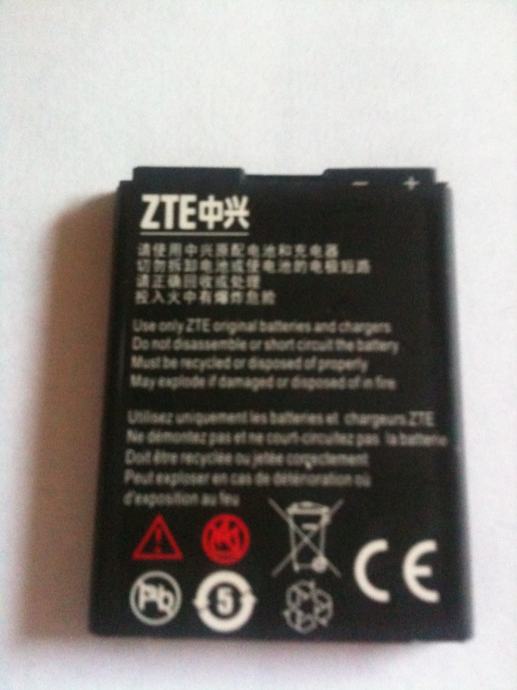 − +
ZTE中兴
请使用中兴原配电池和充电器
切勿拆卸电池或使电池的电极短路
请正确回收或处理
投入火中有爆炸危险
Use only ZTE original batteries and chargers
Do not disassemble or short circuit the battery
Must be recycled or disposed of properly
May explode if damaged or disposed of in fire
Utilisez uniquement les batteries et chargeurs ZTE
Ne démontez pas et ne court-circuitez pas la batterie
Doit être recyclée ou jetée correctement
Peut exploser en cas de détérioration où
d'exposition au feu
CE
Pb 5